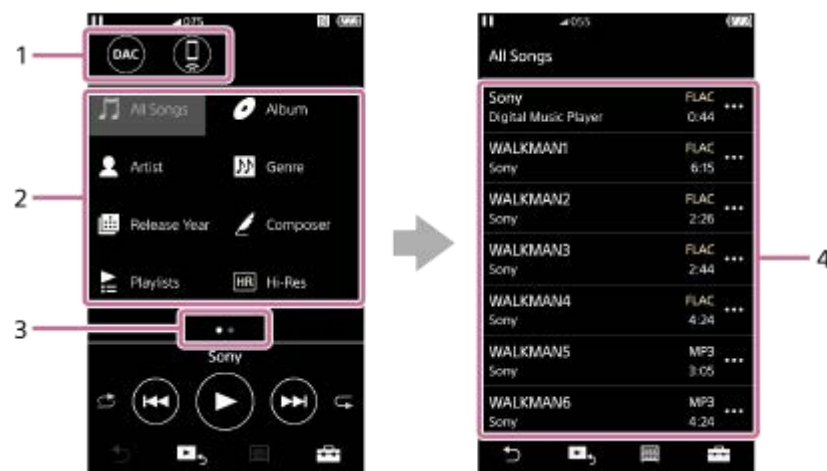 1
2
3
4
075
DAC
All Songs
Album
Artist
Genre
Release Year
Composer
Playlists
HR Hi-Res
Sony
055
All Songs
Sony FLAC
Digital Music Player 0:44
WALKMAN1 FLAC
Sony 6:15
WALKMAN2 FLAC
Sony 2:26
WALKMAN3 FLAC
Sony 2:44
WALKMAN4 FLAC
Sony 4:24
WALKMAN5 MP3
Sony 3:05
WALKMAN6 MP3
Sony 4:24